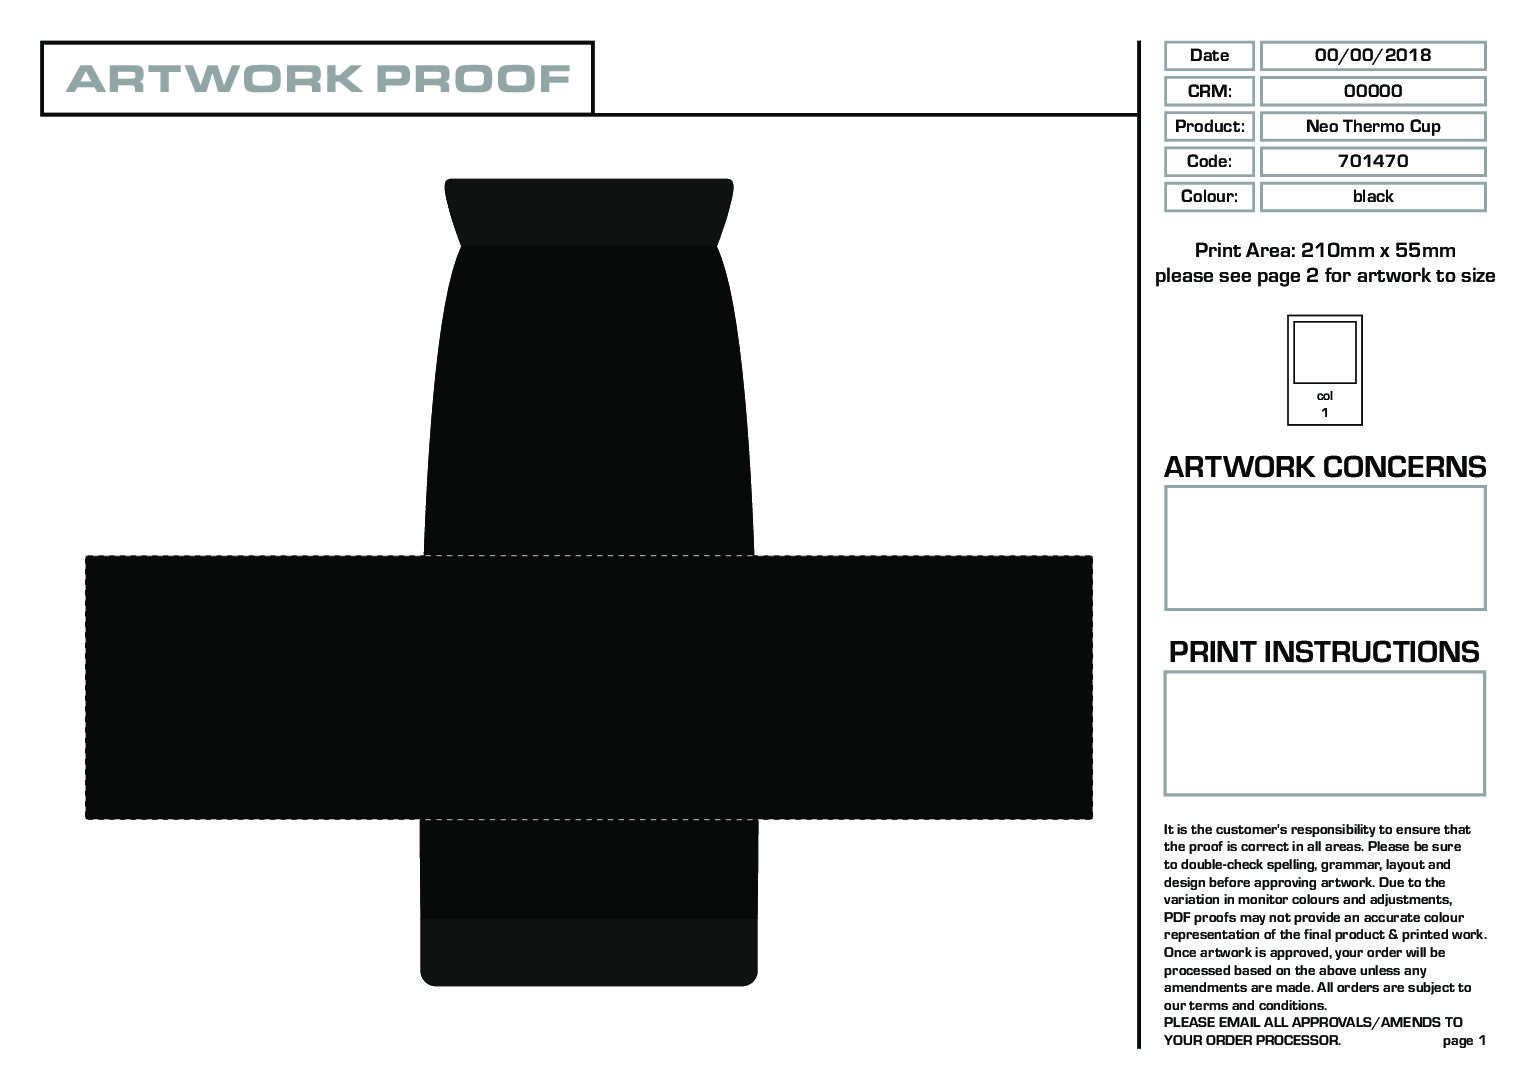 ARTWORK PROOF
Date 00/00/2018
CRM: 00000
Product: Neo Thermo Cup
Code: 701470
Colour: black
Print Area: 210mm x 55mm
please see page 2 for artwork to size
col
1
ARTWORK CONCERNS
PRINT INSTRUCTIONS
It is the customer's responsibility to ensure that
the proof is correct in all areas. Please be sure
to double-check spelling, grammar, layout and
design before approving artwork. Due to the
variation in monitor colours and adjustments,
PDF proofs may not provide an accurate colour
representation of the final product & printed work.
Once artwork is approved, your order will be
processed based on the above unless any
amendments are made. All orders are subject to
our terms and conditions.
PLEASE EMAIL ALL APPROVALS/AMENDS TO
YOUR ORDER PROCESSOR. page 1